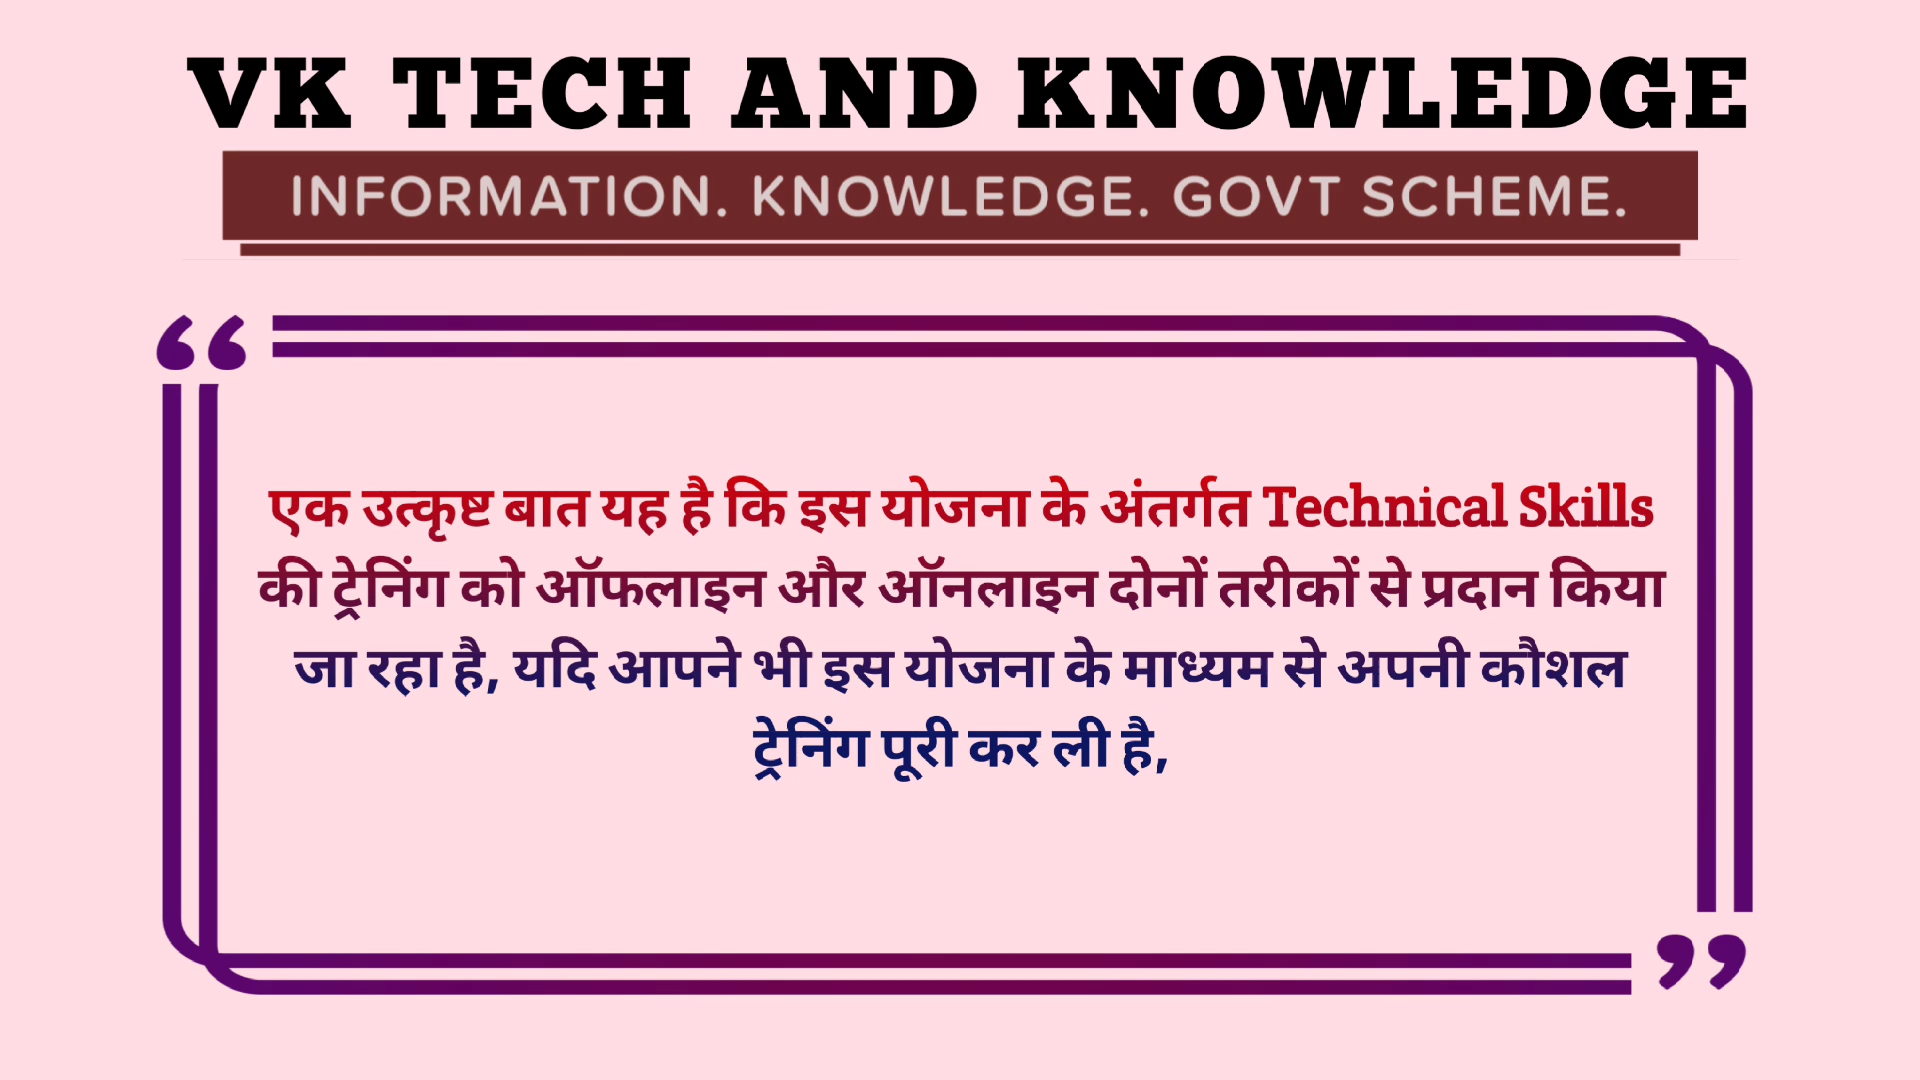 VK TECH AND KNOWLEDGE
INFORMATION. KNOWLEDGE. GOVT SCHEME.
एक उत्कृष्ट बात यह है कि इस योजना के अंतर्गत Technical Skills
की ट्रेनिंग को ऑफलाइन और ऑनलाइन दोनों तरीकों से प्रदान किया
जा रहा है, यदि आपने भी इस योजना के माध्यम से अपनी कौशल
ट्रेनिंग पूरी कर ली है,